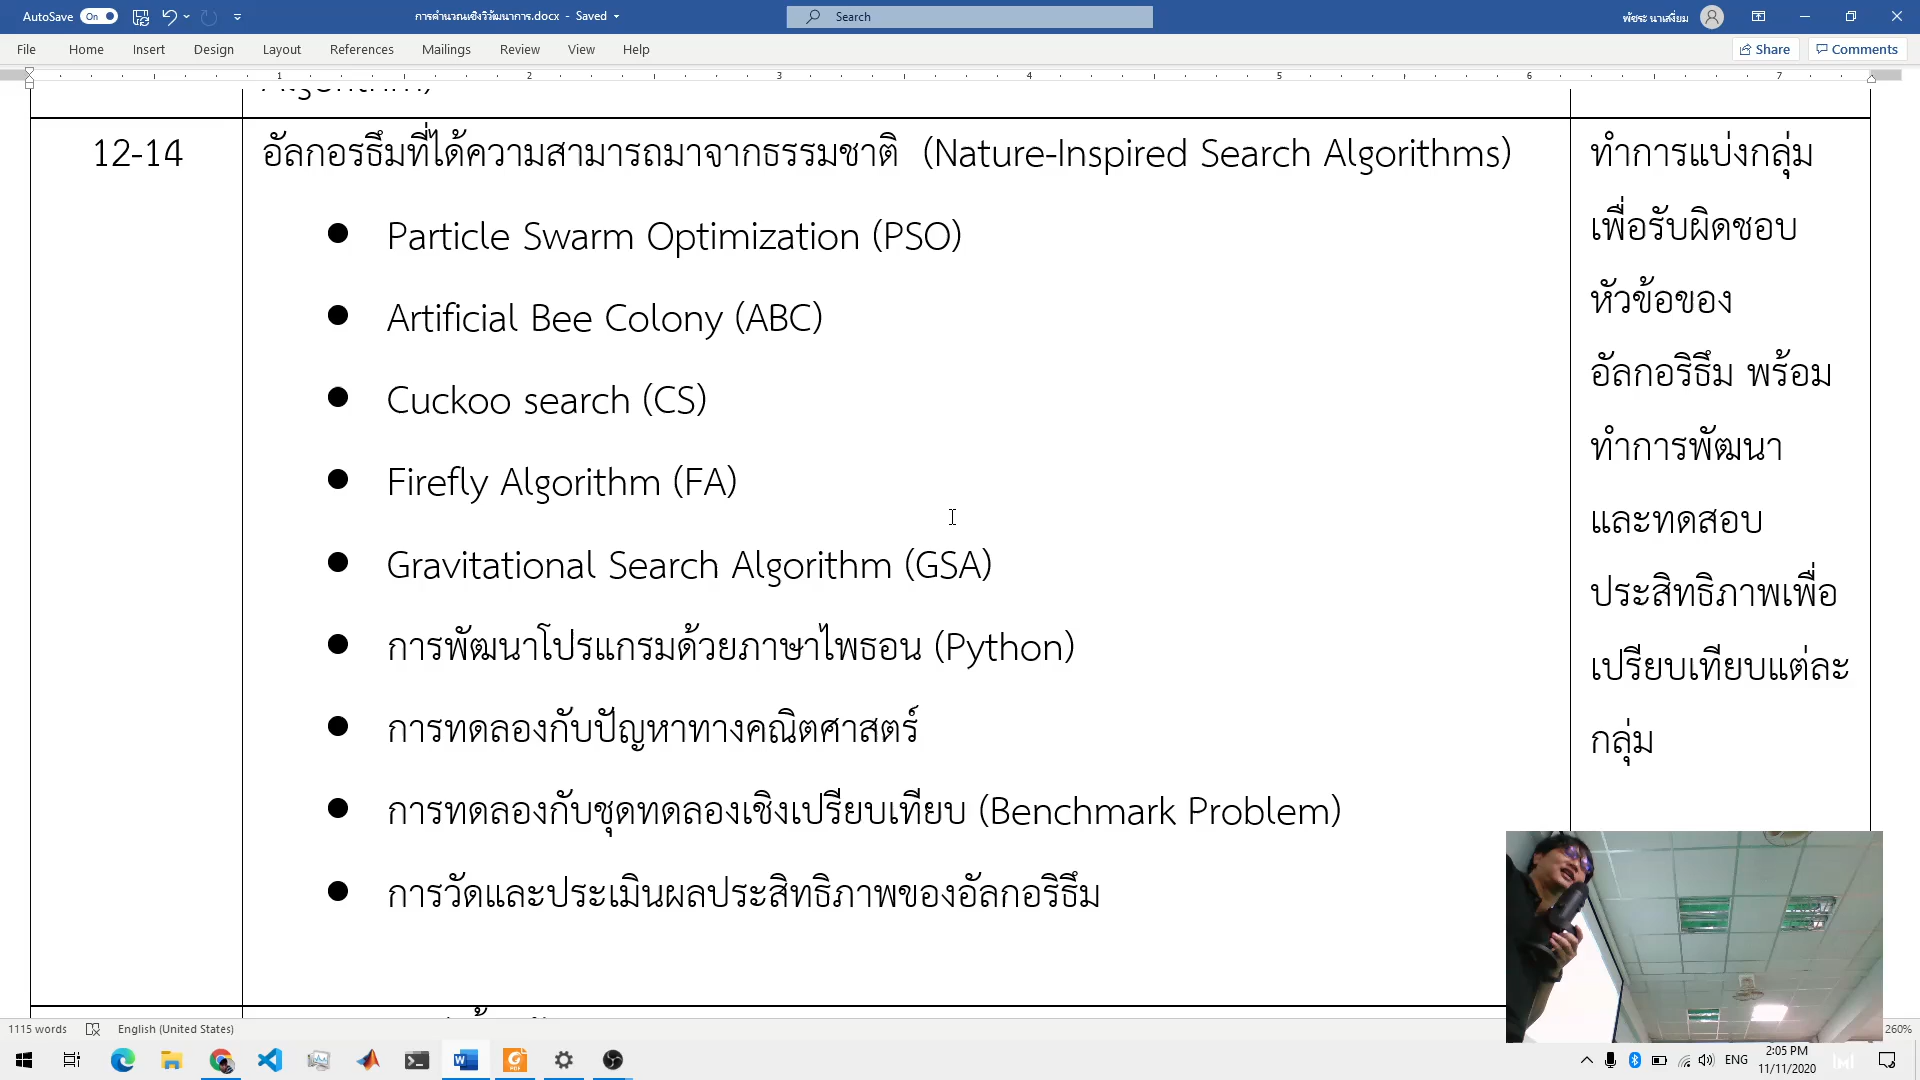 AutoSave On การคำนวณเชิงวิวัฒนาการ.docx - Saved Search พัชระ นาเสงี่ยม
File Home Insert Design Layout References Mailings Review View Help Share Comments
1 2 3 4 5 6 7
12-14
อัลกอรธึมที่ได้ความสามารถมาจากธรรมชาติ (Nature-Inspired Search Algorithms)
● Particle Swarm Optimization (PSO)
● Artificial Bee Colony (ABC)
● Cuckoo search (CS)
● Firefly Algorithm (FA)
● Gravitational Search Algorithm (GSA)
● การพัฒนาโปรแกรมด้วยภาษาไพธอน (Python)
● การทดลองกับปัญหาทางคณิตศาสตร์
● การทดลองกับชุดทดลองเชิงเปรียบเทียบ (Benchmark Problem)
● การวัดและประเมินผลประสิทธิภาพของอัลกอริธึม
ทำการแบ่งกลุ่ม
เพื่อรับผิดชอบ
หัวข้อของ
อัลกอริธึม พร้อม
ทำการพัฒนา
และทดสอบ
ประสิทธิภาพเพื่อ
เปรียบเทียบแต่ละ
กลุ่ม
1115 words English (United States) 260%
ENG 2:05 PM
11/11/2020